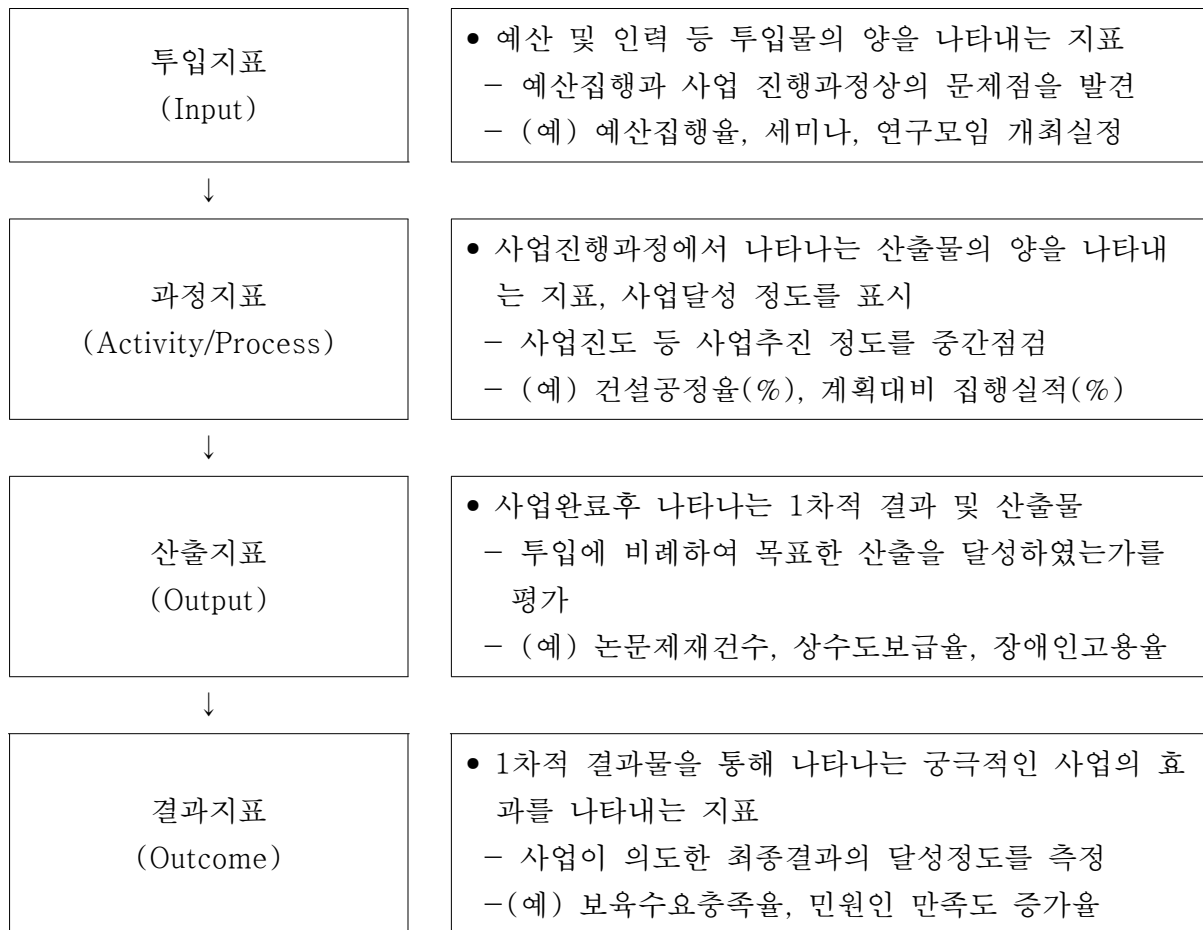 투입지표
(Input)
• 예산 및 인력 등 투입물의 양을 나타내는 지표
- 예산집행과 사업 진행과정상의 문제점을 발견
- (예) 예산집행율, 세미나, 연구모임 개최실정
↓
과정지표
(Activity/Process)
• 사업진행과정에서 나타나는 산출물의 양을 나타내
는 지표, 사업달성 정도를 표시
- 사업진도 등 사업추진 정도를 중간점검
- (예) 건설공정율(%), 계획대비 집행실적(%)
↓
산출지표
(Output)
• 사업완료후 나타나는 1차적 결과 및 산출물
- 투입에 비례하여 목표한 산출을 달성하였는가를
평가
- (예) 논문제재건수, 상수도보급율, 장애인고용율
↓
결과지표
(Outcome)
• 1차적 결과물을 통해 나타나는 궁극적인 사업의 효
과를 나타내는 지표
- 사업이 의도한 최종결과의 달성정도를 측정
-(예) 보육수요충족율, 민원인 만족도 증가율